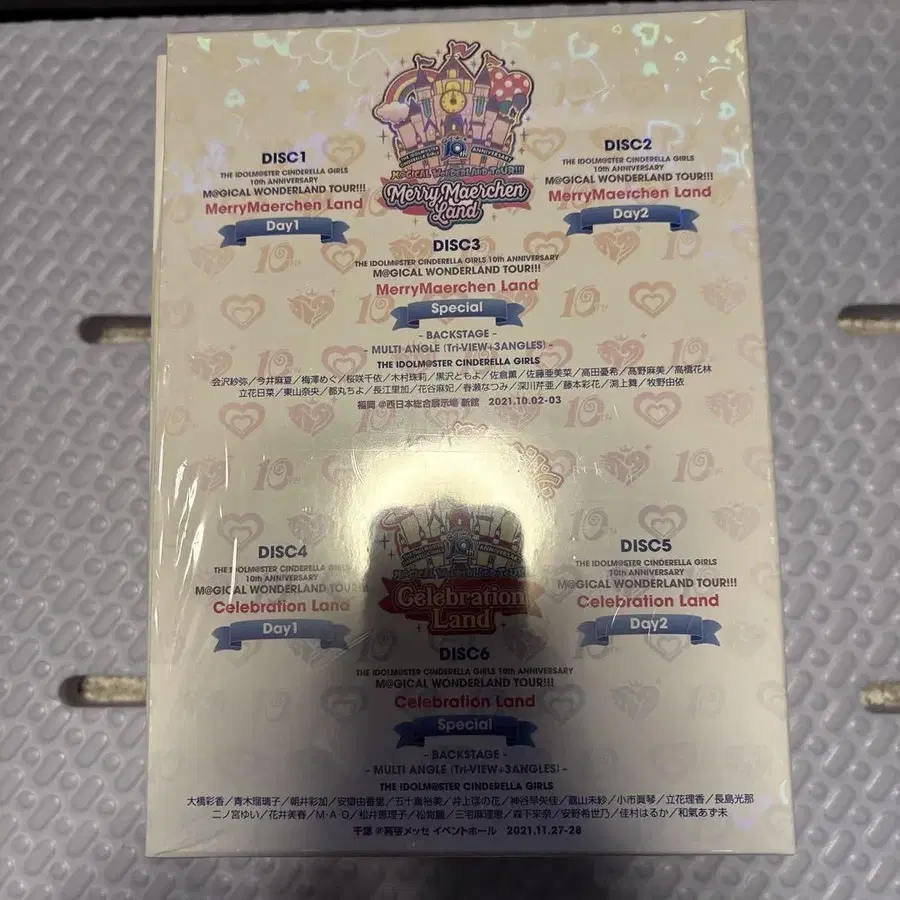 THE IDOLM@STER CINDERELLA GIRLS
10th ANNIVERSARY
M@GICAL WONDERLAND TOUR!!!
Merry Maerchen
Land
DISC1
THE IDOLM@STER CINDERELLA GIRLS
10th ANNIVERSARY
M@GICAL WONDERLAND TOUR!!!
MerryMaerchen Land
Day1
DISC2
THE IDOLM@STER CINDERELLA GIRLS
10th ANNIVERSARY
M@GICAL WONDERLAND TOUR!!!
MerryMaerchen Land
Day2
DISC3
THE IDOLM@STER CINDERELLA GIRLS 10th ANNIVERSARY
M@GICAL WONDERLAND TOUR!!!
MerryMaerchen Land
Special
- BACKSTAGE -
- MULTI ANGLE (Tri-VIEW+3ANGLES) -
THE IDOLM@STER CINDERELLA GIRLS
会沢紗弥/今井麻夏/梅澤めぐ/桜咲千依/木村珠莉/黒沢ともよ/佐倉薫/佐藤亜美菜/高田憂希/髙野麻美/高橋花林
立花日菜/東山奈央/都丸ちよ/長江里加/花谷麻妃/春瀬なつみ/深川芹亜/藤本彩花/渕上舞/牧野由依
福岡 @西日本総合展示場 新館 2021.10.02-03
Celebration
Land
DISC4
THE IDOLM@STER CINDERELLA GIRLS
10th ANNIVERSARY
M@GICAL WONDERLAND TOUR!!!
Celebration Land
Day1
DISC5
THE IDOLM@STER CINDERELLA GIRLS
10th ANNIVERSARY
M@GICAL WONDERLAND TOUR!!!
Celebration Land
Day2
DISC6
THE IDOLM@STER CINDERELLA GIRLS 10th ANNIVERSARY
M@GICAL WONDERLAND TOUR!!!
Celebration Land
Special
- BACKSTAGE -
- MULTI ANGLE (Tri-VIEW+3ANGLES) -
THE IDOLM@STER CINDERELLA GIRLS
大橋彩香/青木瑠璃子/朝井彩加/安齋由香里/五十嵐裕美/井上ほの花/神谷早矢佳/嘉山未紗/小市眞琴/立花理香/長島光那
二ノ宮ゆい/花井美春/M・A・O/松井恵理子/松嵜麗/三宅麻理恵/森下来奈/安野希世乃/佳村はるか/和氣あず未
千葉 @幕張メッセ イベントホール 2021.11.27-28